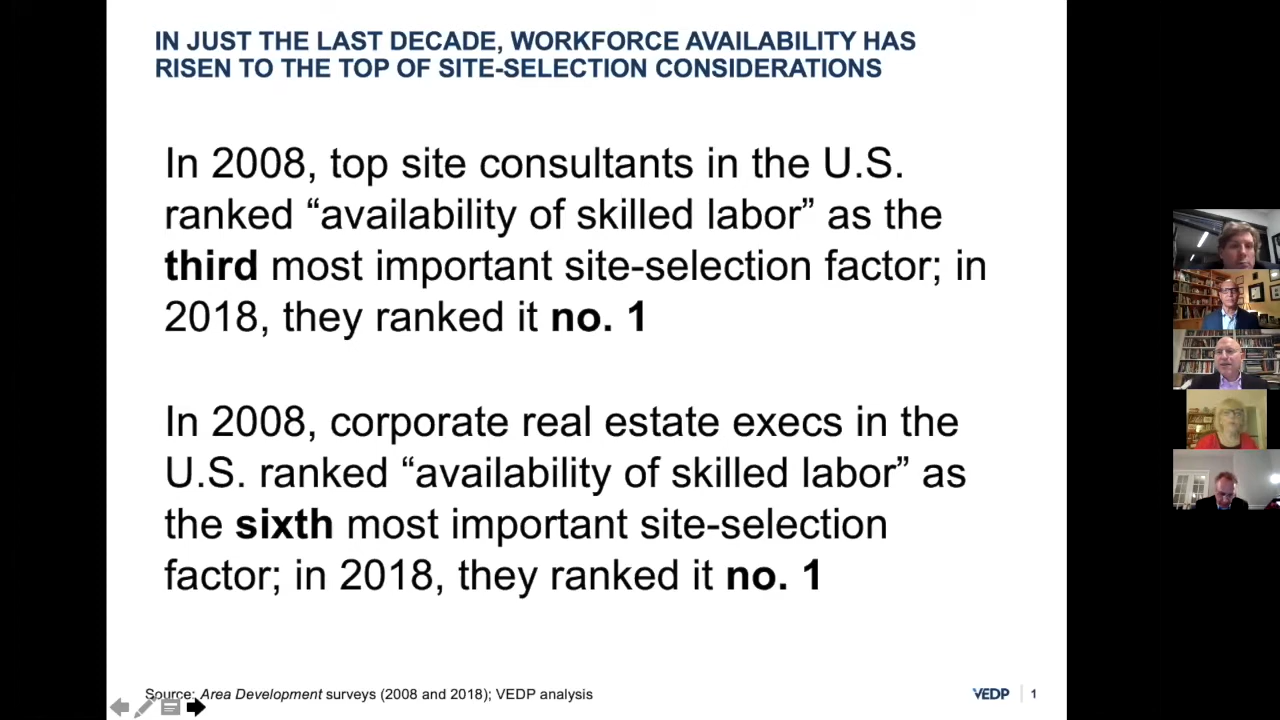 IN JUST THE LAST DECADE, WORKFORCE AVAILABILITY HAS
RISEN TO THE TOP OF SITE-SELECTION CONSIDERATIONS
In 2008, top site consultants in the U.S.
ranked “availability of skilled labor” as the
third most important site-selection factor; in
2018, they ranked it no. 1
In 2008, corporate real estate execs in the
U.S. ranked “availability of skilled labor” as
the sixth most important site-selection
factor; in 2018, they ranked it no. 1
Source: Area Development surveys (2008 and 2018); VEDP analysis
VEDP
1